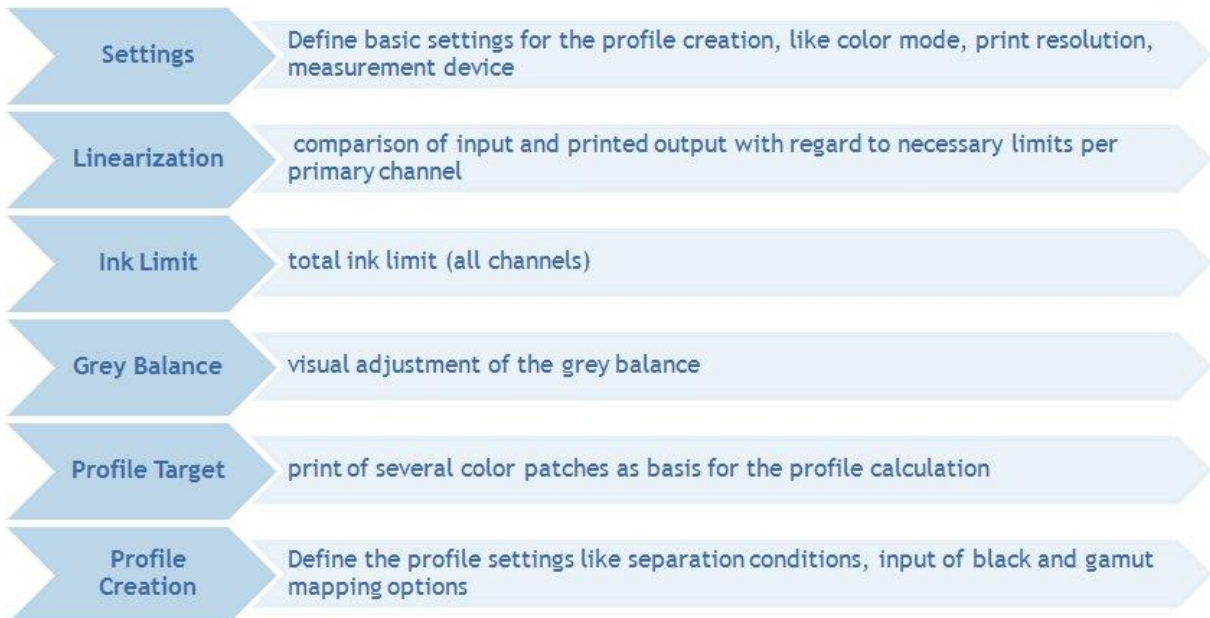 Settings
Define basic settings for the profile creation, like color mode, print resolution,
measurement device
Linearization
comparison of input and printed output with regard to necessary limits per
primary channel
Ink Limit
total ink limit (all channels)
Grey Balance
visual adjustment of the grey balance
Profile Target
print of several color patches as basis for the profile calculation
Profile
Creation
Define the profile settings like separation conditions, input of black and gamut
mapping options